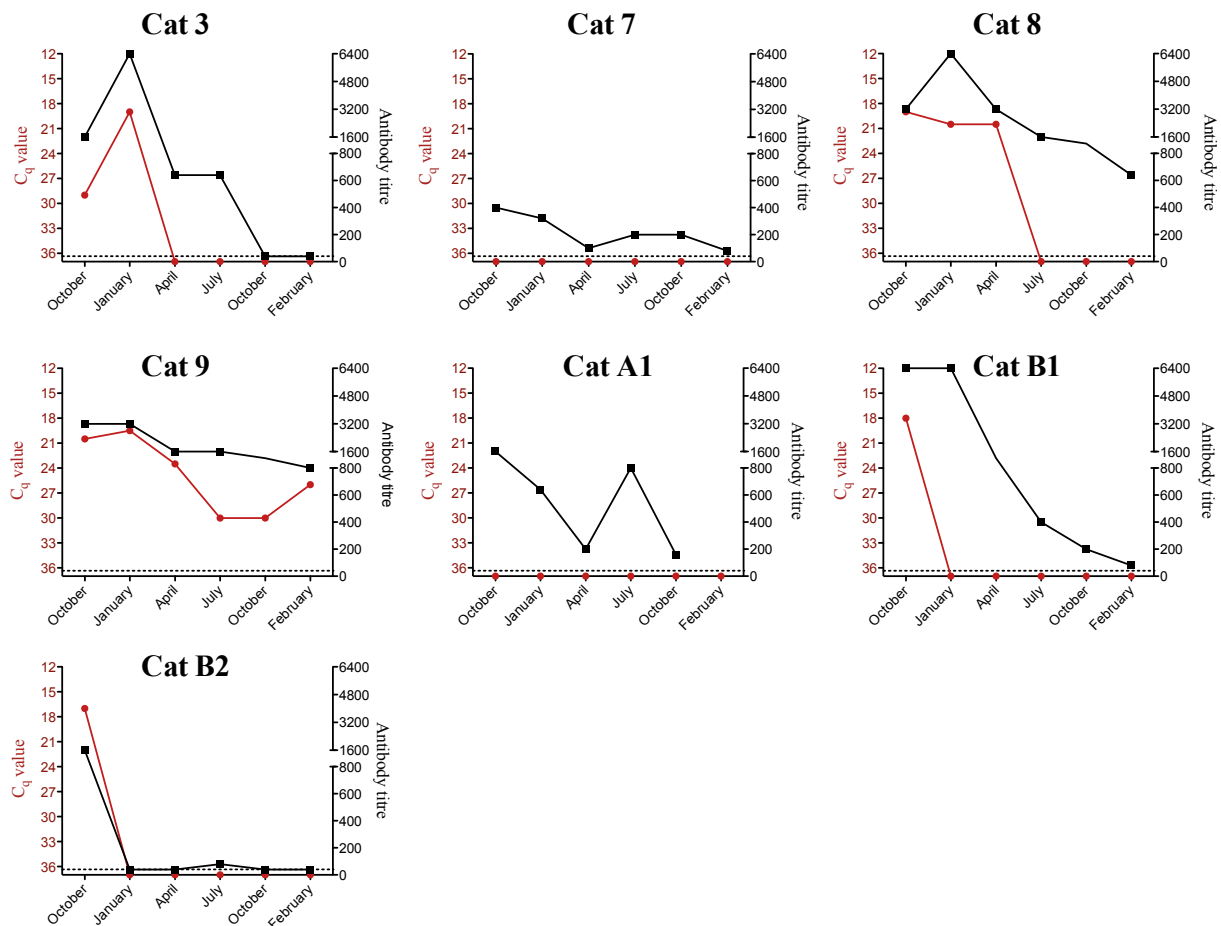 Cat 3
12
15
18
21
24
27
30
33
36
Cq value
6400
4800
3200
1600
800
600
400
200
0
Antibody titre
October
January
April
July
October
February
Cat 7
12
15
18
21
24
27
30
33
36
Cq value
6400
4800
3200
1600
800
600
400
200
0
Antibody titre
October
January
April
July
October
February
Cat 8
12
15
18
21
24
27
30
33
36
Cq value
6400
4800
3200
1600
800
600
400
200
0
Antibody titre
October
January
April
July
October
February
Cat 9
12
15
18
21
24
27
30
33
36
Cq value
6400
4800
3200
1600
800
600
400
200
0
Antibody titre
October
January
April
July
October
February
Cat A1
12
15
18
21
24
27
30
33
36
Cq value
6400
4800
3200
1600
800
600
400
200
0
Antibody titre
October
January
April
July
October
February
Cat B1
12
15
18
21
24
27
30
33
36
Cq value
6400
4800
3200
1600
800
600
400
200
0
Antibody titre
October
January
April
July
October
February
Cat B2
12
15
18
21
24
27
30
33
36
Cq value
6400
4800
3200
1600
800
600
400
200
0
Antibody titre
October
January
April
July
October
February